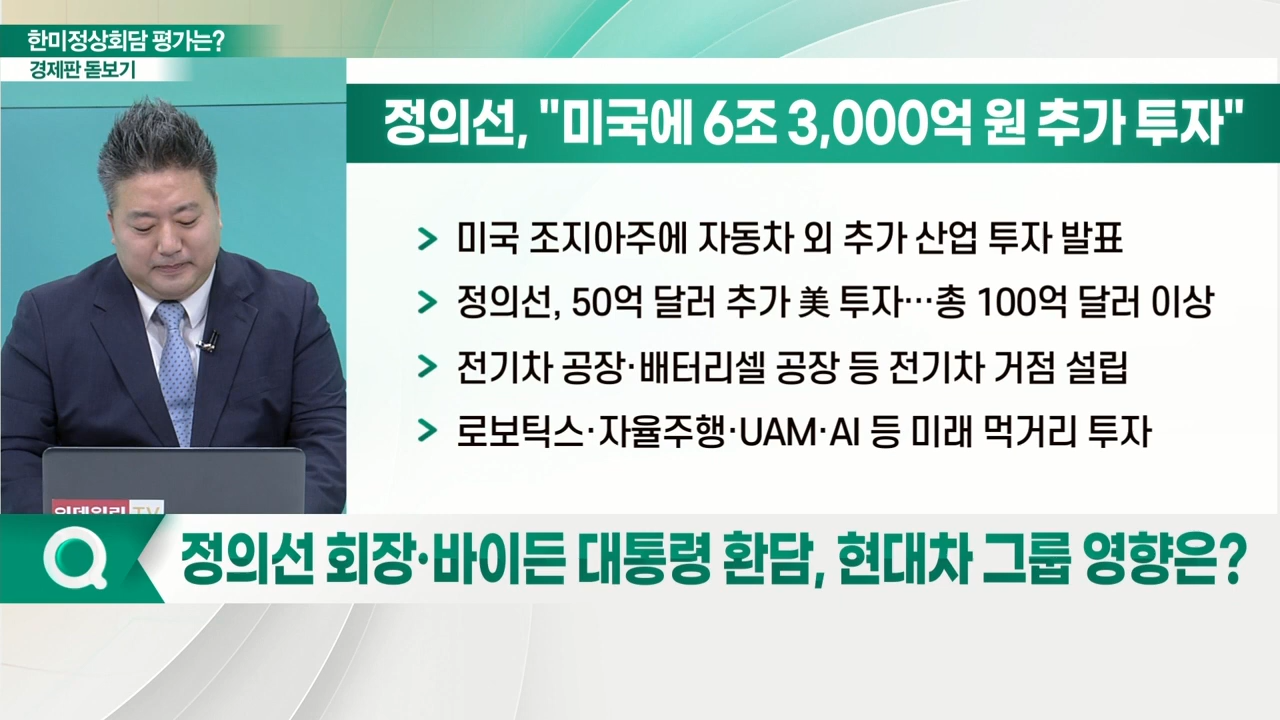 한미정상회담 평가는?
경제판 돋보기
정의선, "미국에 6조 3,000억 원 추가 투자"
미국 조지아주에 자동차 외 추가 산업 투자 발표
정의선, 50억 달러 추가 美 투자…총 100억 달러 이상
전기차 공장·배터리셀 공장 등 전기차 거점 설립
로보틱스·자율주행·UAM·AI 등 미래 먹거리 투자
이데일리 TV
Q 정의선 회장·바이든 대통령 환담, 현대차 그룹 영향은?